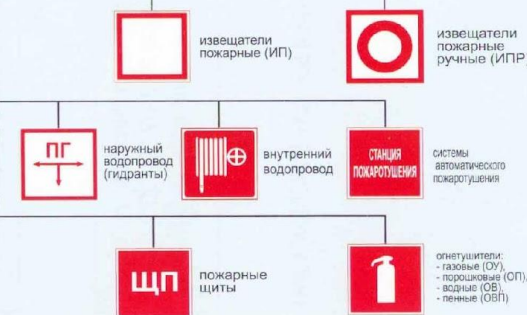 извещатели
пожарные (ИП)
извещатели
пожарные
ручные (ИПР)
ПГ
наружный
водопровод
(гидранты)
внутренний
водопровод
СТАНЦИЯ
ПОЖАРОТУШЕНИЯ
системы
автоматического
пожаротушения
ЩП
пожарные
щиты
огнетушители:
- газовые (ОУ),
- порошковые (ОП),
- водные (ОВ),
- пенные (ОВП)